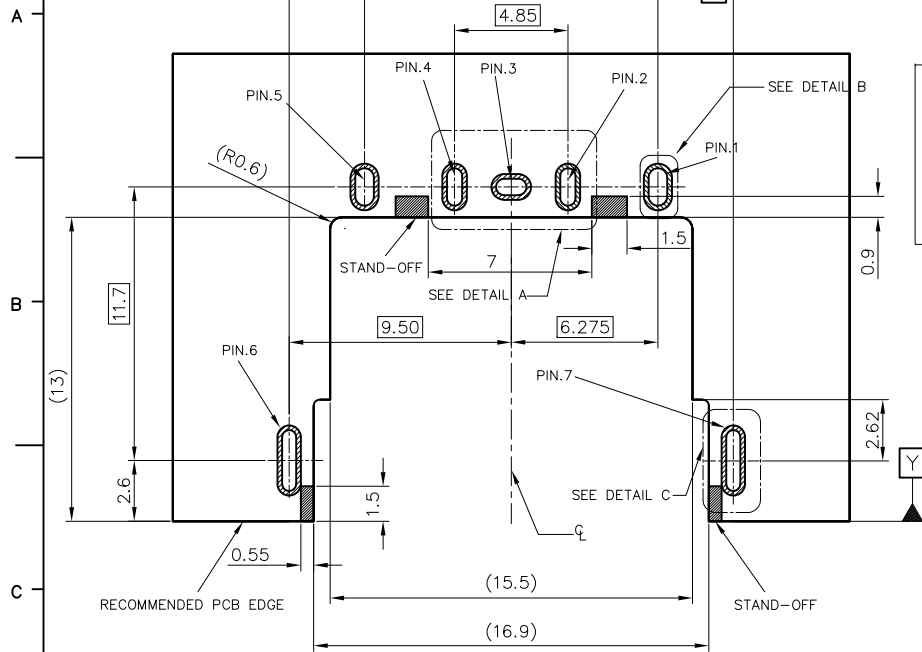 A
4.85
PIN.4
PIN.3
PIN.2
SEE DETAIL B
PIN.5
PIN.1
(R0.6)
STAND-OFF
7
1.5
0.9
SEE DETAIL A
B
11.7
9.50
6.275
PIN.6
PIN.7
(13)
2.62
Y
2.6
1.5
SEE DETAIL C
℄
0.55
(15.5)
C
RECOMMENDED PCB EDGE
STAND-OFF
(16.9)